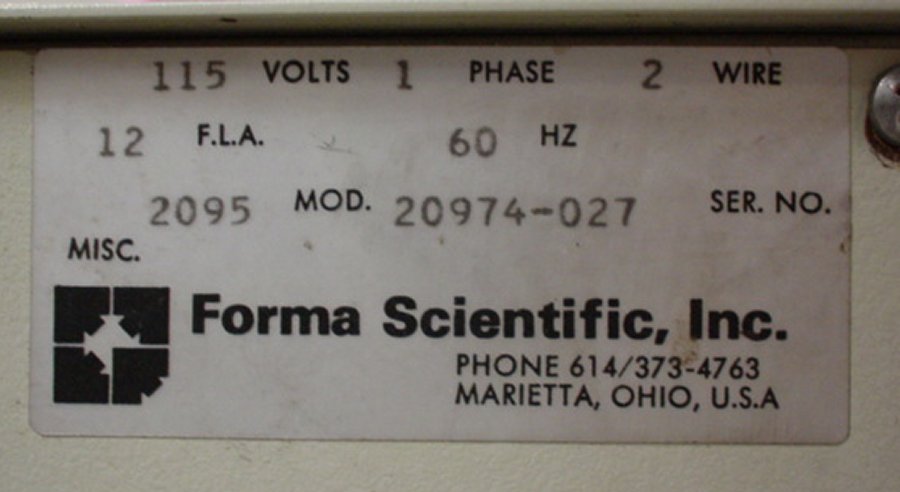 115 VOLTS 1 PHASE 2 WIRE
12 F.L.A. 60 HZ
2095 MOD. 20974-027 SER. NO.
MISC.
Forma Scientific, Inc.
PHONE 614/373-4763
MARIETTA, OHIO, U.S.A